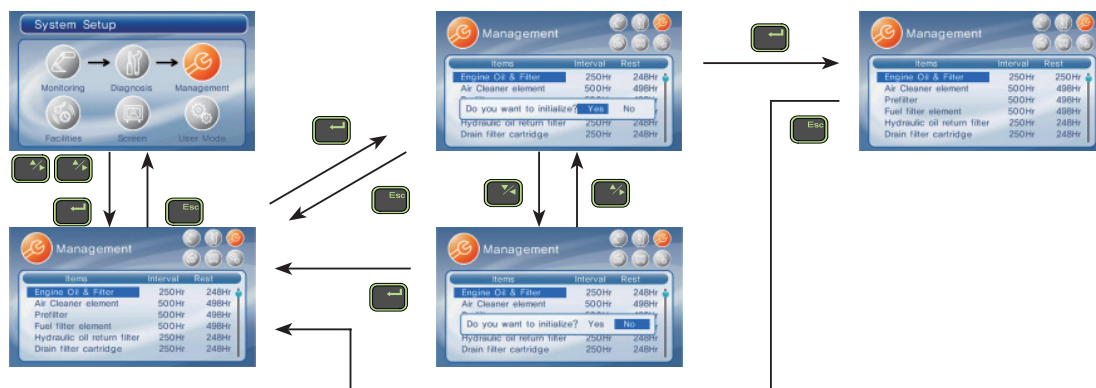 System Setup
Monitoring Diagnosis Management
Facilities Screen User Mode
Esc
Management
Items Interval Rest
Engine Oil & Filter 250Hr 248Hr
Air Cleaner element 500Hr 498Hr
Prefilter 500Hr 498Hr
Fuel filter element 500Hr 498Hr
Hydraulic oil return filter 250Hr 248Hr
Drain filter cartridge 250Hr 248Hr
Esc
Management
Items Interval Rest
Engine Oil & Filter 250Hr 248Hr
Air Cleaner element 500Hr 498Hr
Do you want to initialize? Yes No
Hydraulic oil return filter 250Hr 248Hr
Drain filter cartridge 250Hr 248Hr
Management
Items Interval Rest
Engine Oil & Filter 250Hr 248Hr
Air Cleaner element 500Hr 498Hr
Do you want to initialize? Yes No
Hydraulic oil return filter 250Hr 248Hr
Drain filter cartridge 250Hr 248Hr
Esc
Management
Items Interval Rest
Engine Oil & Filter 250Hr 250Hr
Air Cleaner element 500Hr 498Hr
Prefilter 500Hr 498Hr
Fuel filter element 500Hr 498Hr
Hydraulic oil return filter 250Hr 248Hr
Drain filter cartridge 250Hr 248Hr